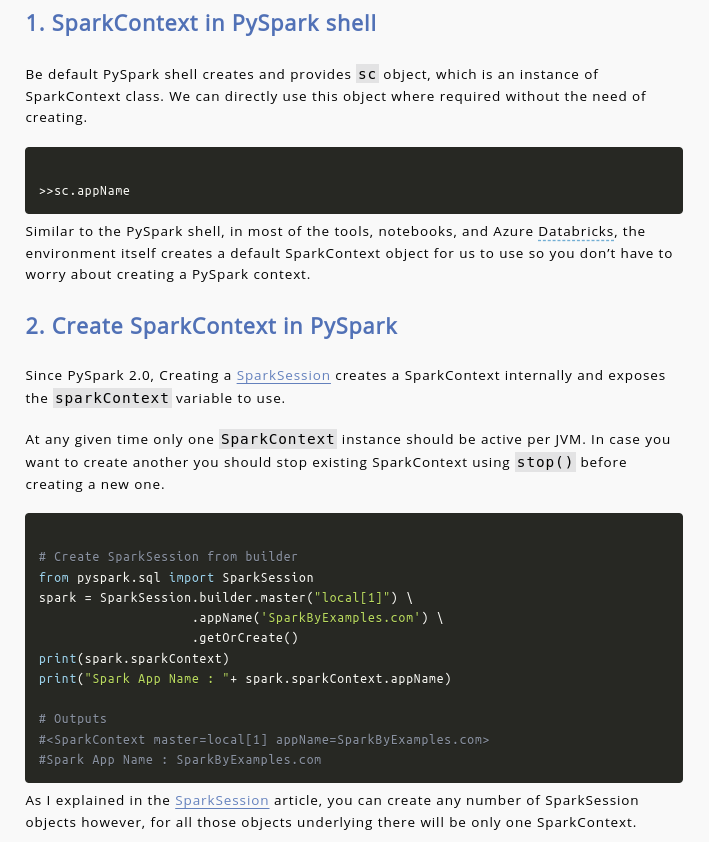 1. SparkContext in PySpark shell
Be default PySpark shell creates and provides sc object, which is an instance of
SparkContext class. We can directly use this object where required without the need of
creating.
>>sc.appName
Similar to the PySpark shell, in most of the tools, notebooks, and Azure Databricks, the
environment itself creates a default SparkContext object for us to use so you don’t have to
worry about creating a PySpark context.
2. Create SparkContext in PySpark
Since PySpark 2.0, Creating a SparkSession creates a SparkContext internally and exposes
the sparkContext variable to use.
At any given time only one SparkContext instance should be active per JVM. In case you
want to create another you should stop existing SparkContext using stop() before
creating a new one.
# Create SparkSession from builder
from pyspark.sql import SparkSession
spark = SparkSession.builder.master("local[1]") \
                    .appName('SparkByExamples.com') \
                    .getOrCreate()
print(spark.sparkContext)
print("Spark App Name : "+ spark.sparkContext.appName)
# Outputs
#<SparkContext master=local[1] appName=SparkByExamples.com>
#Spark App Name : SparkByExamples.com
As I explained in the SparkSession article, you can create any number of SparkSession
objects however, for all those objects underlying there will be only one SparkContext.